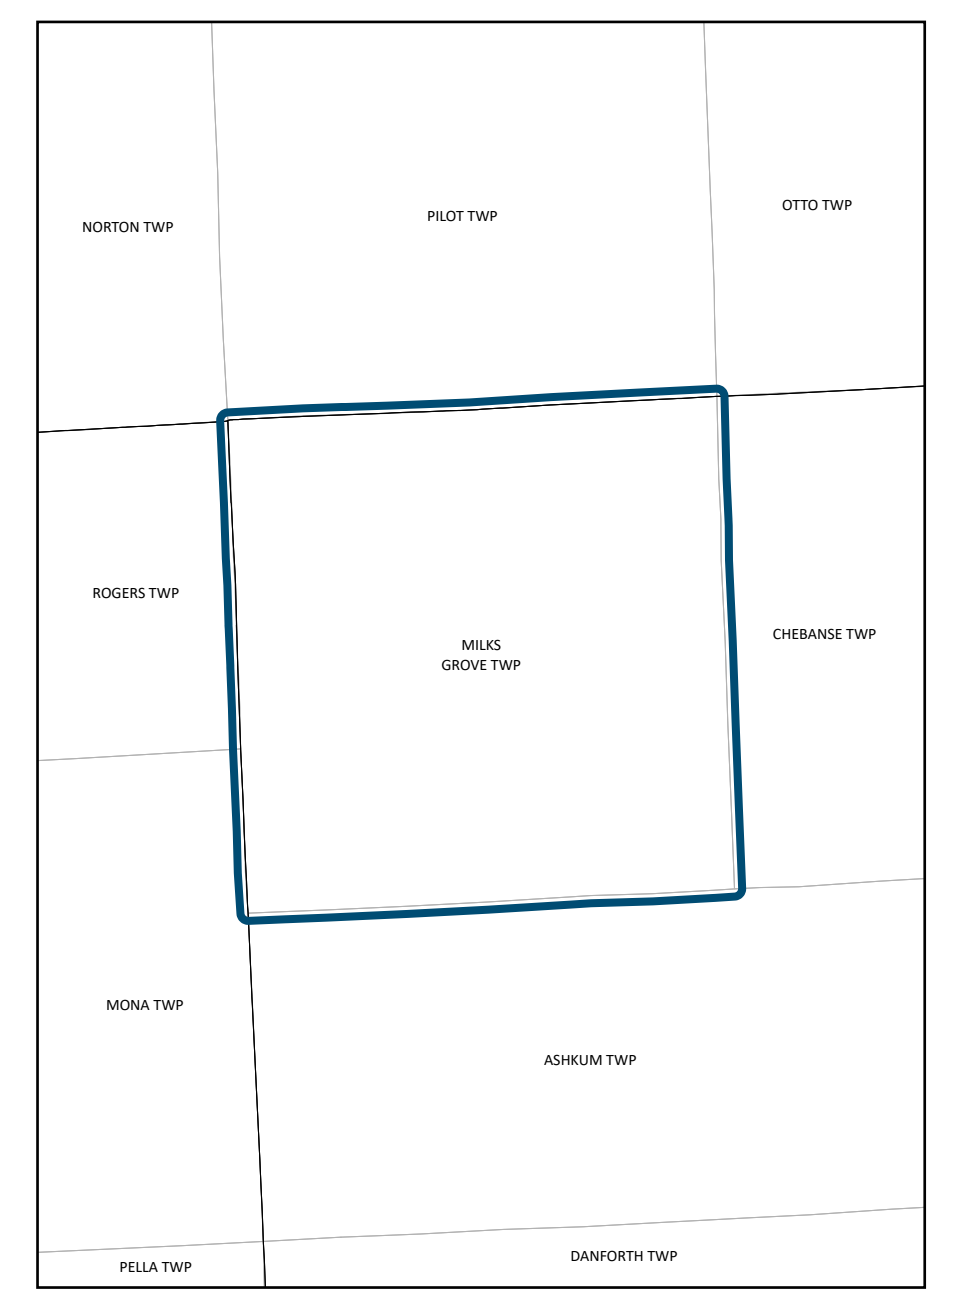 OTTO TWP
PILOT TWP
NORTON TWP
ROGERS TWP
CHEBANSE TWP
MILKS
GROVE TWP
MONA TWP
ASHKUM TWP
DANFORTH TWP
PELLA TWP